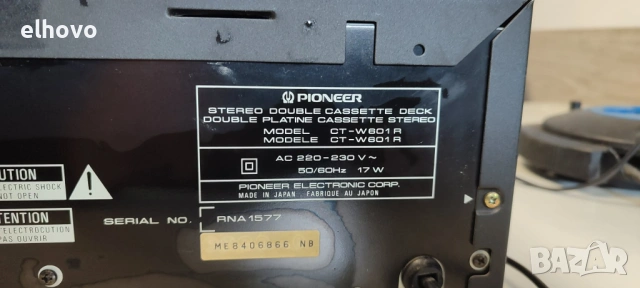 elhovo
PIONEER
STEREO DOUBLE CASSETTE DECK
DOUBLE PLATINE CASSETTE STEREO
MODEL CT-W601R
MODELE CT-W601R
AC 220-230 V~
50/60Hz 17W
PIONEER ELECTRONIC CORP.
MADE IN JAPAN FABRIQUE AU JAPON
UTION
LECTRIC SHOCK
NOT OPEN
TENTION
ELECTROCUTION
PAS OUVRIR
SERIAL NO. RNA1577
ME8406866 NB
bazar